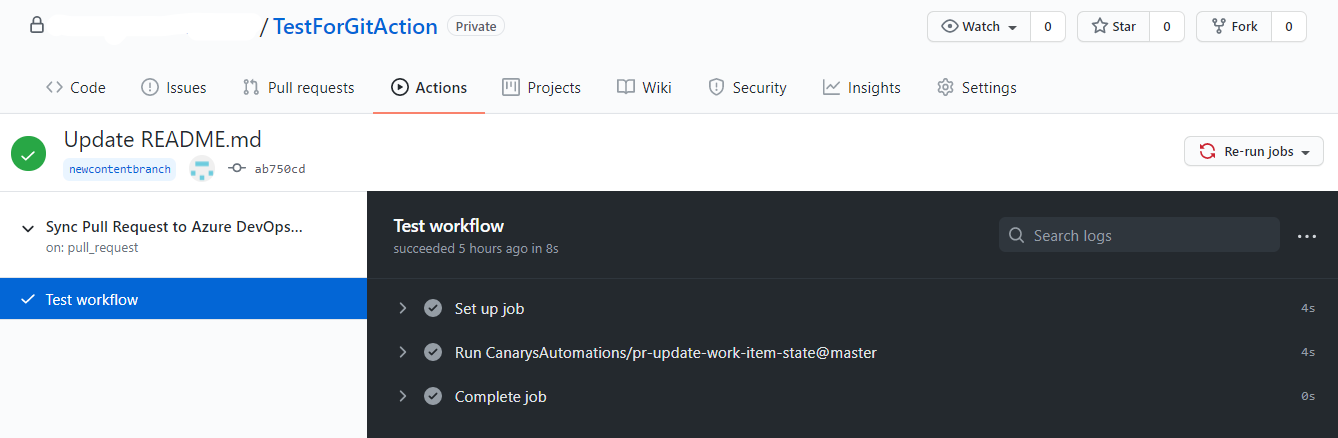 / TestForGitAction Private Watch 0 Star 0 Fork 0
Code Issues Pull requests Actions Projects Wiki Security Insights Settings
Update README.md
Re-run jobs
newcontentbranch ab750cd
Sync Pull Request to Azure DevOps...
on: pull_request
Test workflow
Test workflow
succeeded 5 hours ago in 8s
Search logs
Set up job 4s
Run CanarysAutomations/pr-update-work-item-state@master 4s
Complete job 0s